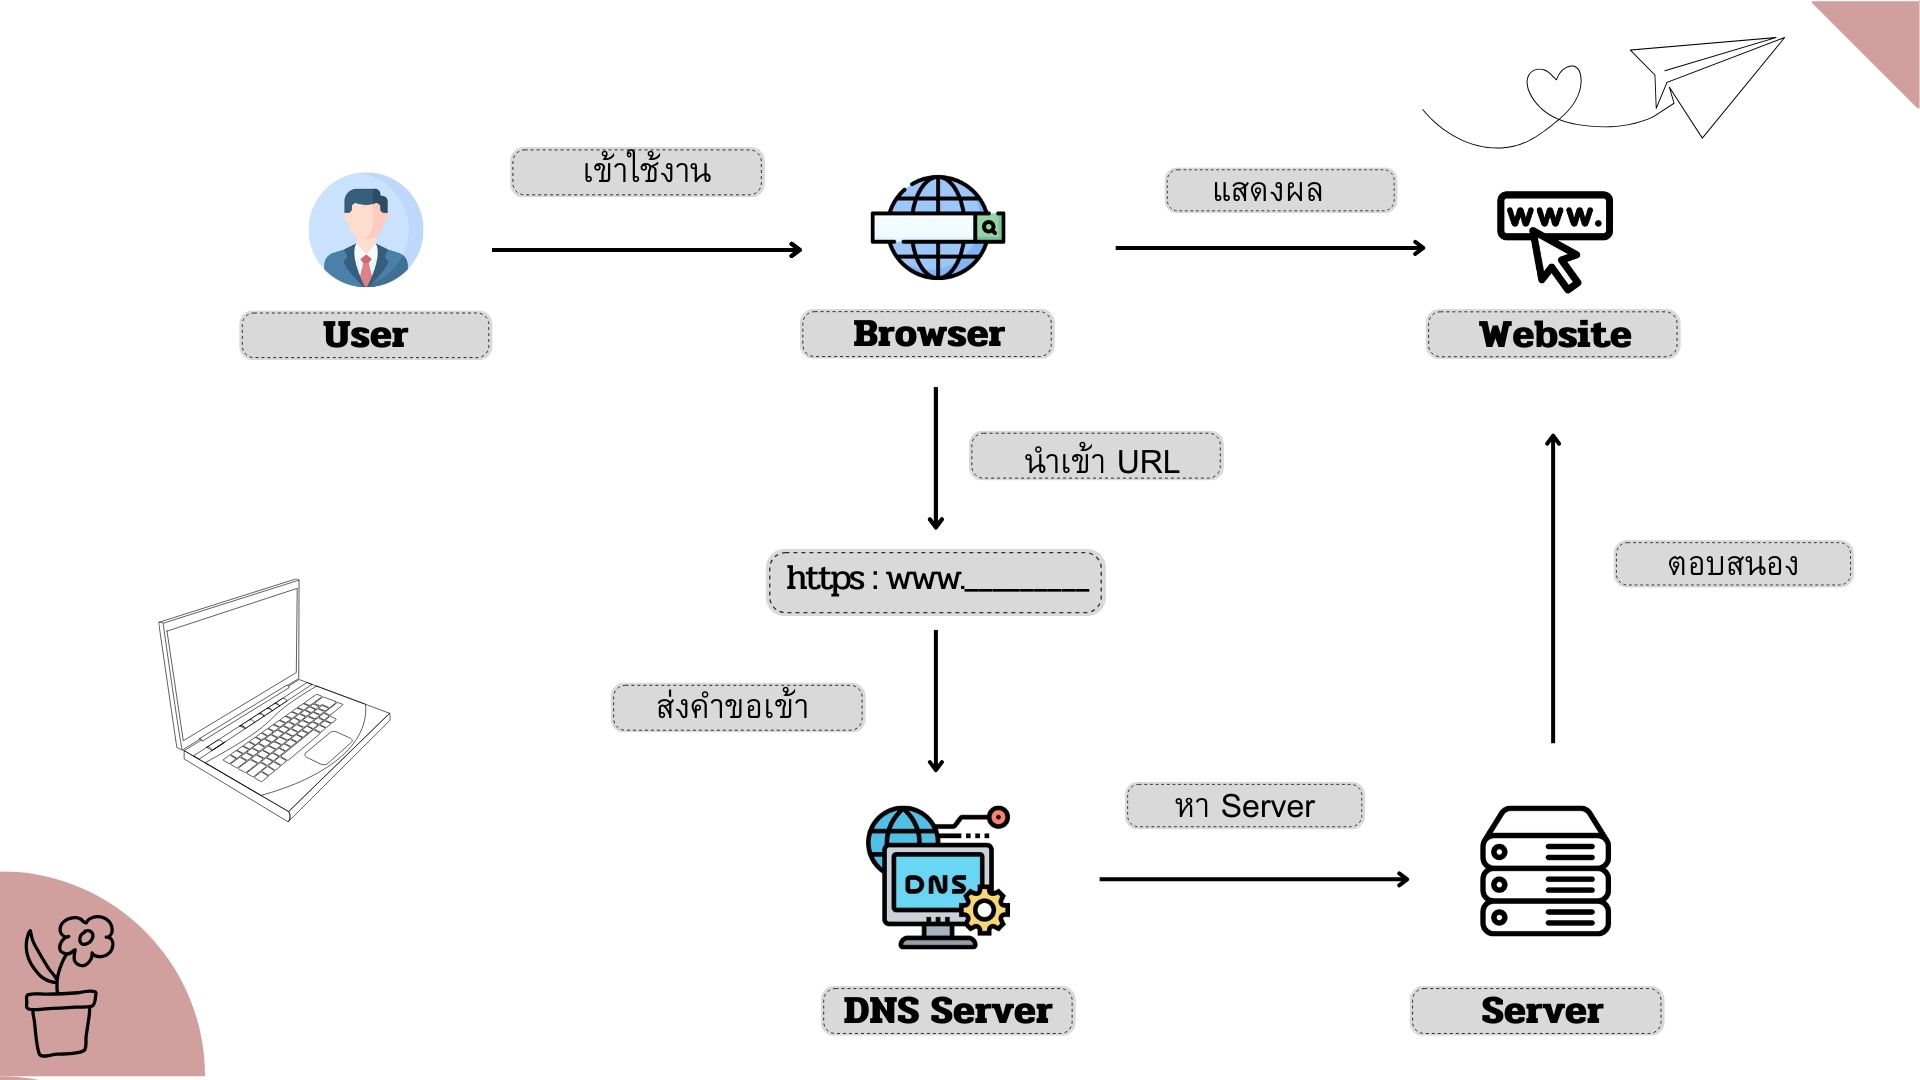 เข้าใช้งาน
แสดงผล
www.
User
Browser
Website
นำเข้า URL
https : www._________
ตอบสนอง
ส่งคำขอเข้า
หา Server
DNS
DNS Server
Server